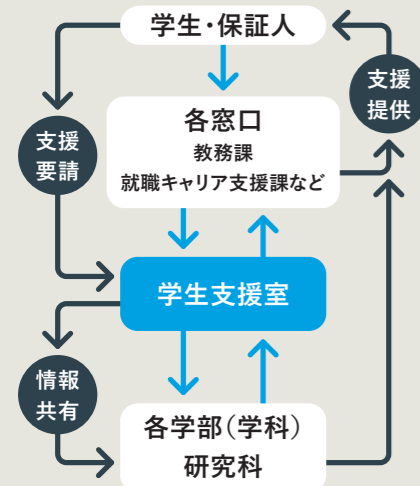 学生・保証人
支援
提供
各窓口
教務課
就職キャリア支援課など
支援
要請
学生支援室
情報
共有
各学部（学科）
研究科